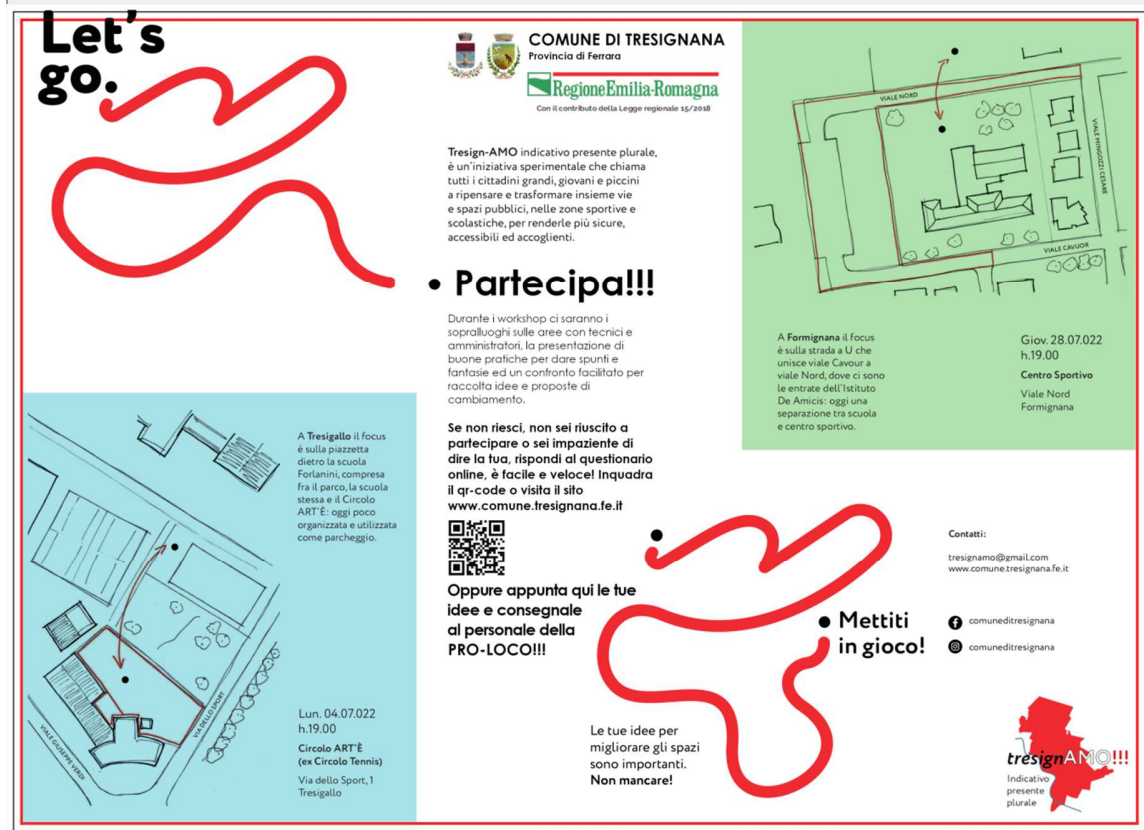 Let's
go.
COMUNE DI TRESIGNANA
Provincia di Ferrara
RegioneEmilia-Romagna
Con il contributo della Legge regionale 15/2018
Tresign-AMO indicativo presente plurale,
è un'iniziativa sperimentale che chiama
tutti i cittadini grandi, giovani e piccini
a ripensare e trasformare insieme vie
e spazi pubblici, nelle zone sportive e
scolastiche, per renderle più sicure,
accessibili ed accoglienti.
• Partecipa!!!
Durante i workshop ci saranno i
sopralluoghi sulle aree con tecnici e
amministratori, la presentazione di
buone pratiche per dare spunti e
fantasie ed un confronto facilitato per
raccolta idee e proposte di
cambiamento.
Se non riesci, non sei riuscito a
partecipare o sei impaziente di
dire la tua, rispondi al questionario
online, è facile e veloce! Inquadra
il qr-code o visita il sito
www.comune.tresignana.fe.it
Oppure appunta qui le tue
idee e consegnale
al personale della
PRO-LOCO!!!
VIALE NORD
VIALE MINGOZZI CESARE
VIALE CAVUOR
A Formignana il focus
è sulla strada a U che
unisce viale Cavour a
viale Nord, dove ci sono
le entrate dell'Istituto
De Amicis: oggi una
separazione tra scuola
e centro sportivo.
Giov. 28.07.022
h.19.00
Centro Sportivo
Viale Nord
Formignana
A Tresigallo il focus
è sulla piazzetta
dietro la scuola
Forlanini, compresa
fra il parco, la scuola
stessa e il Circolo
ART'È: oggi poco
organizzata e utilizzata
come parcheggio.
VIA DELLO SPORT
VIALE GIUSEPPE VERDI
Lun. 04.07.022
h.19.00
Circolo ART'È
(ex Circolo Tennis)
Via dello Sport, 1
Tresigallo
• Mettiti
in gioco!
Le tue idee per
migliorare gli spazi
sono importanti.
Non mancare!
Contatti:
tresignamo@gmail.com
www.comune.tresignana.fe.it
comuneditresignana
comuneditresignana
tresignAMO!!!
Indicativo
presente
plurale